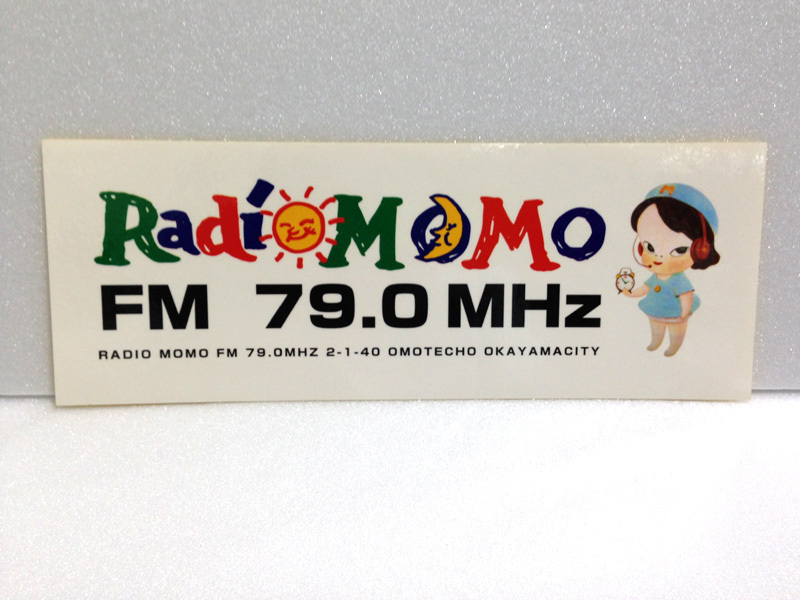 RadioMOMO
FM 79.0 MHz
RADIO MOMO FM 79.0MHZ 2-1-40 OMOTECHO OKAYAMACITY